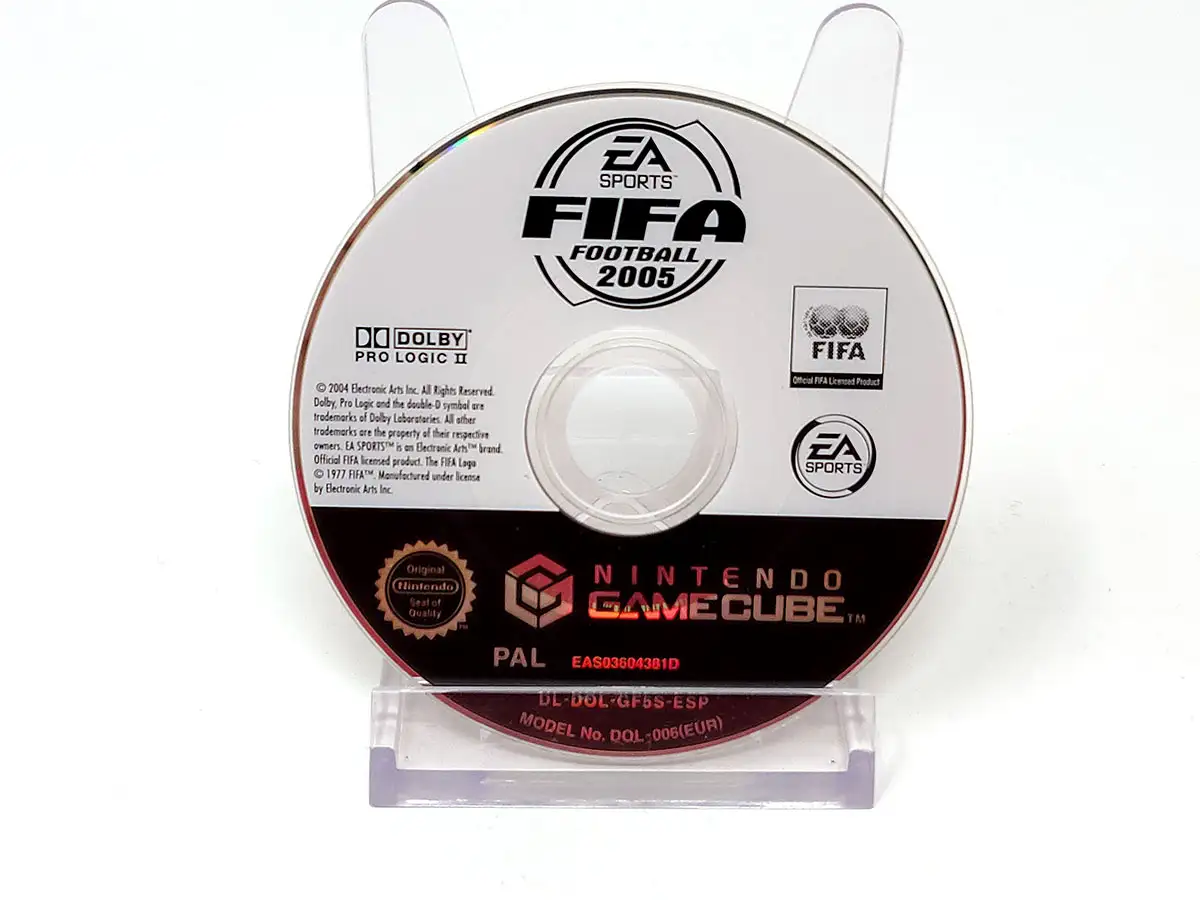 EA
SPORTS™
FIFA
FOOTBALL
2005
DOLBY
PRO LOGIC II
© 2004 Electronic Arts Inc. All Rights Reserved.
Dolby, Pro Logic and the double-D symbol are
trademarks of Dolby Laboratories. All other
trademarks are the property of their respective
owners. EA SPORTS™ is an Electronic Arts™ brand.
Official FIFA licensed product. The FIFA Logo
© 1977 FIFA™. Manufactured under license
by Electronic Arts Inc.
FIFA
Official FIFA Licensed Product
EA
SPORTS
Original
Nintendo
Seal of
Quality
TM
NINTENDO
GAMECUBE™
PAL
EAS03604381D
DL-DOL-GF5S-ESP
MODEL No. DOL-006(EUR)